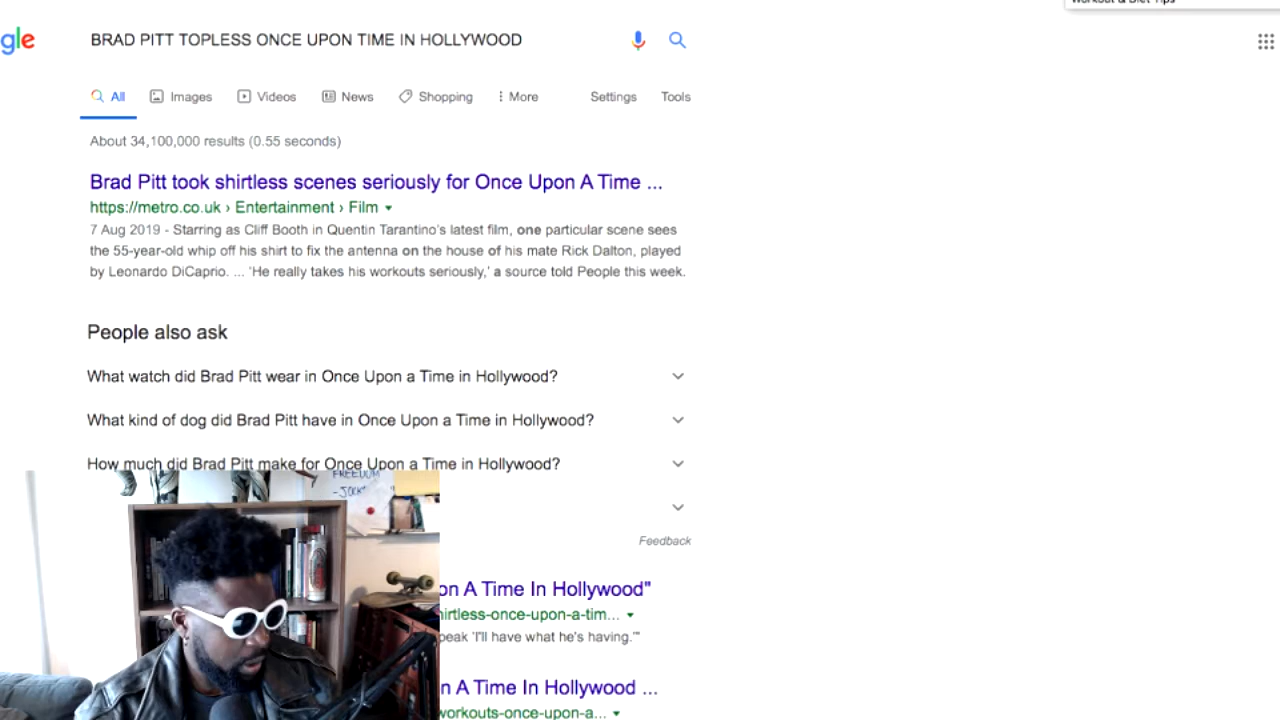 gle
BRAD PITT TOPLESS ONCE UPON TIME IN HOLLYWOOD
All Images Videos News Shopping More Settings Tools
About 34,100,000 results (0.55 seconds)
Brad Pitt took shirtless scenes seriously for Once Upon A Time ...
https://metro.co.uk › Entertainment › Film
7 Aug 2019 - Starring as Cliff Booth in Quentin Tarantino's latest film, one particular scene sees
the 55-year-old whip off his shirt to fix the antenna on the house of his mate Rick Dalton, played
by Leonardo DiCaprio. ... 'He really takes his workouts seriously,' a source told People this week.
People also ask
What watch did Brad Pitt wear in Once Upon a Time in Hollywood?
What kind of dog did Brad Pitt have in Once Upon a Time in Hollywood?
How much did Brad Pitt make for Once Upon a Time in Hollywood?
FREEDOM
Feedback
on A Time In Hollywood"
hirtless-once-upon-a-tim...
peak 'I'll have what he's having.'"
n A Time In Hollywood ...
workouts-once-upon-a...